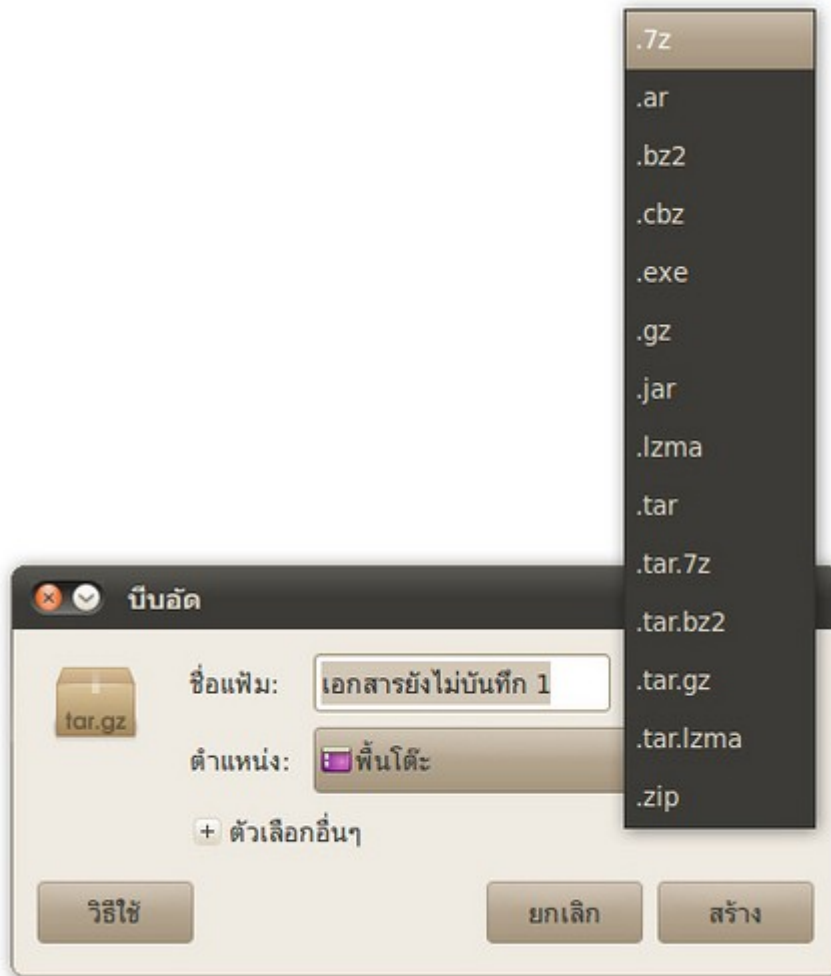 .7z
.ar
.bz2
.cbz
.exe
.gz
.jar
.lzma
.tar
.tar.7z
.tar.bz2
.tar.gz
.tar.lzma
.zip
บีบอัด
tar.gz
ชื่อแฟ้ม: เอกสารยังไม่บันทึก 1
ตำแหน่ง: พื้นโต๊ะ
+ ตัวเลือกอื่นๆ
วิธีใช้ ยกเลิก สร้าง